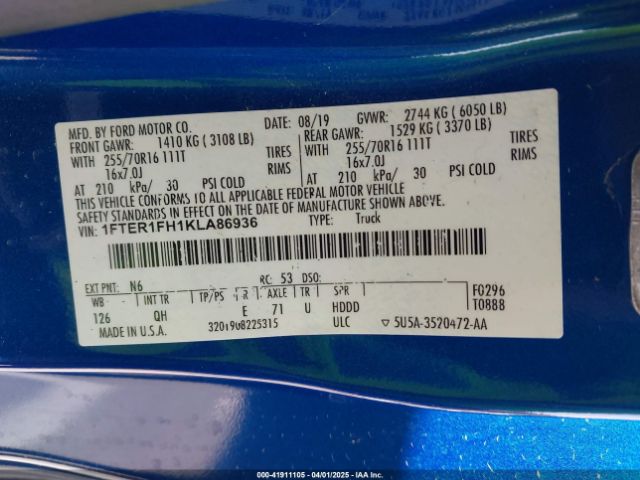 MFD. BY FORD MOTOR CO. DATE: 08/19 GVWR: 2744 KG ( 6050 LB)
FRONT GAWR: 1410 KG ( 3108 LB) REAR GAWR: 1529 KG ( 3370 LB)
WITH 255/70R16 111T TIRES WITH 255/70R16 111T TIRES
16x7.0J RIMS 16x7.0J RIMS
AT 210 kPa/ 30 PSI COLD AT 210 kPa/ 30 PSI COLD
THIS VEHICLE CONFORMS TO ALL APPLICABLE FEDERAL MOTOR VEHICLE
SAFETY STANDARDS IN EFFECT ON THE DATE OF MANUFACTURE SHOWN ABOVE.
VIN: 1FTER1FH1KLA86936 TYPE: Truck
EXT PNT: N6 RC: 53 DSO: F0296
WB INT TR TP/PS R AXLE TR SPR T0888
126 QH E 71 U HDDD
MADE IN U.S.A. 3201908225315 ULC ▽ 5U5A-3520472-AA
000-41911105 - 04/01/2025 - IAA Inc.